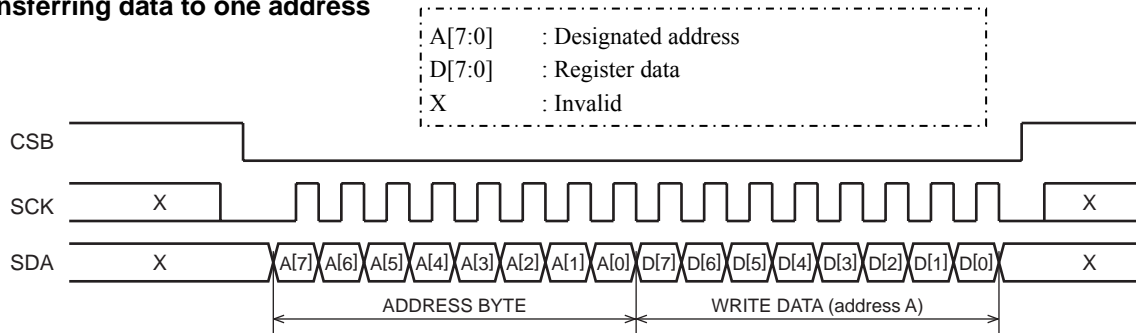 nsferring data to one address
A[7:0] : Designated address
D[7:0] : Register data
X : Invalid
CSB
SCK X X
SDA X A[7] A[6] A[5] A[4] A[3] A[2] A[1] A[0] D[7] D[6] D[5] D[4] D[3] D[2] D[1] D[0] X
ADDRESS BYTE WRITE DATA (address A)